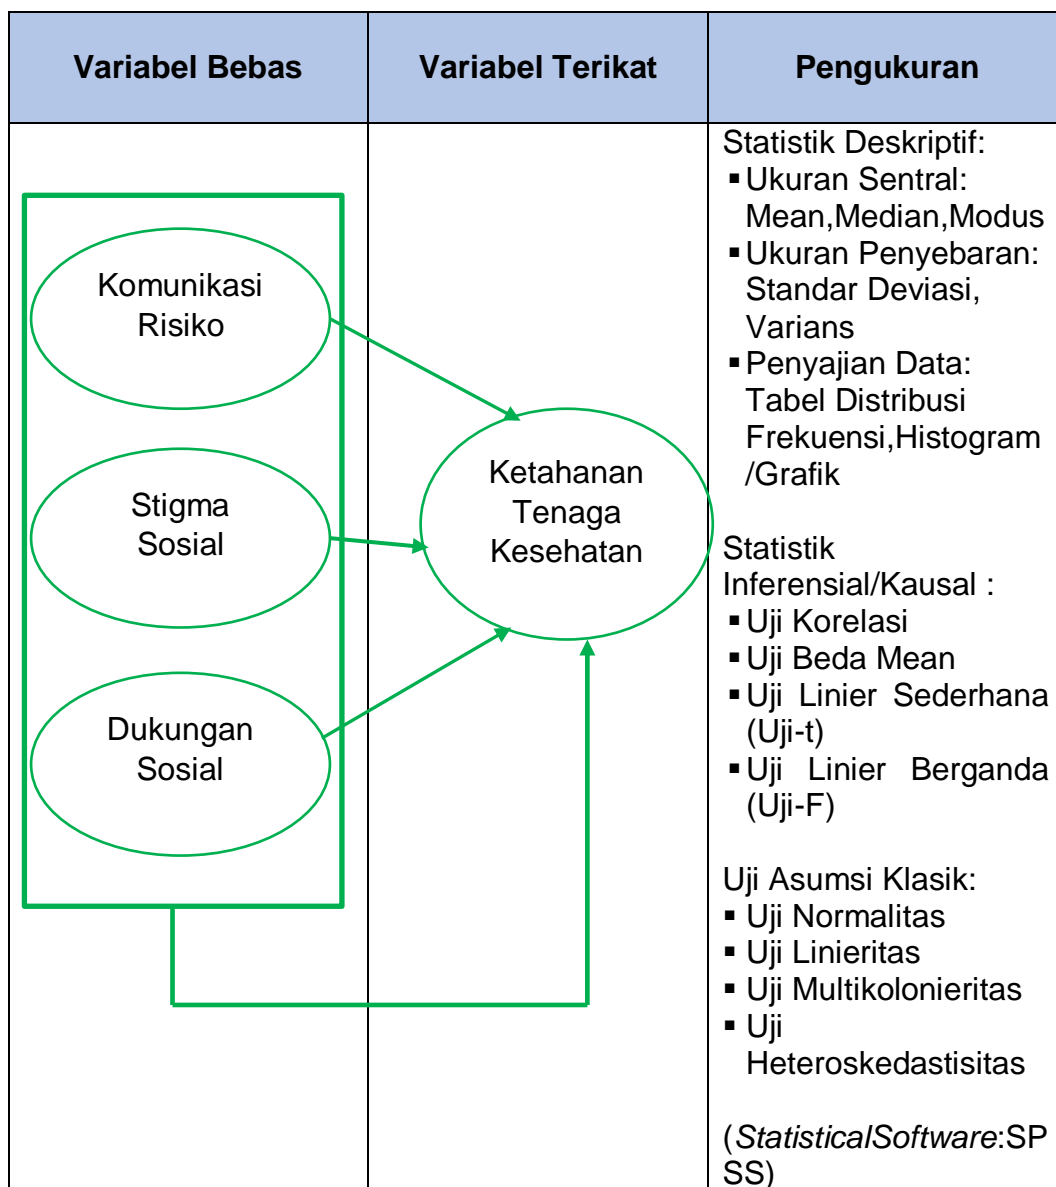 Variabel Bebas
Variabel Terikat
Pengukuran
Komunikasi
Risiko
Stigma
Sosial
Dukungan
Sosial
Ketahanan
Tenaga
Kesehatan
Statistik Deskriptif:
▪Ukuran Sentral:
Mean,Median,Modus
▪Ukuran Penyebaran:
Standar Deviasi,
Varians
▪Penyajian Data:
Tabel Distribusi
Frekuensi,Histogram
/Grafik
Statistik
Inferensial/Kausal :
▪Uji Korelasi
▪Uji Beda Mean
▪Uji Linier Sederhana
(Uji-t)
▪Uji Linier Berganda
(Uji-F)
Uji Asumsi Klasik:
▪ Uji Normalitas
▪ Uji Linieritas
▪ Uji Multikolonieritas
▪ Uji
Heteroskedastisitas
(StatisticalSoftware:SP
SS)